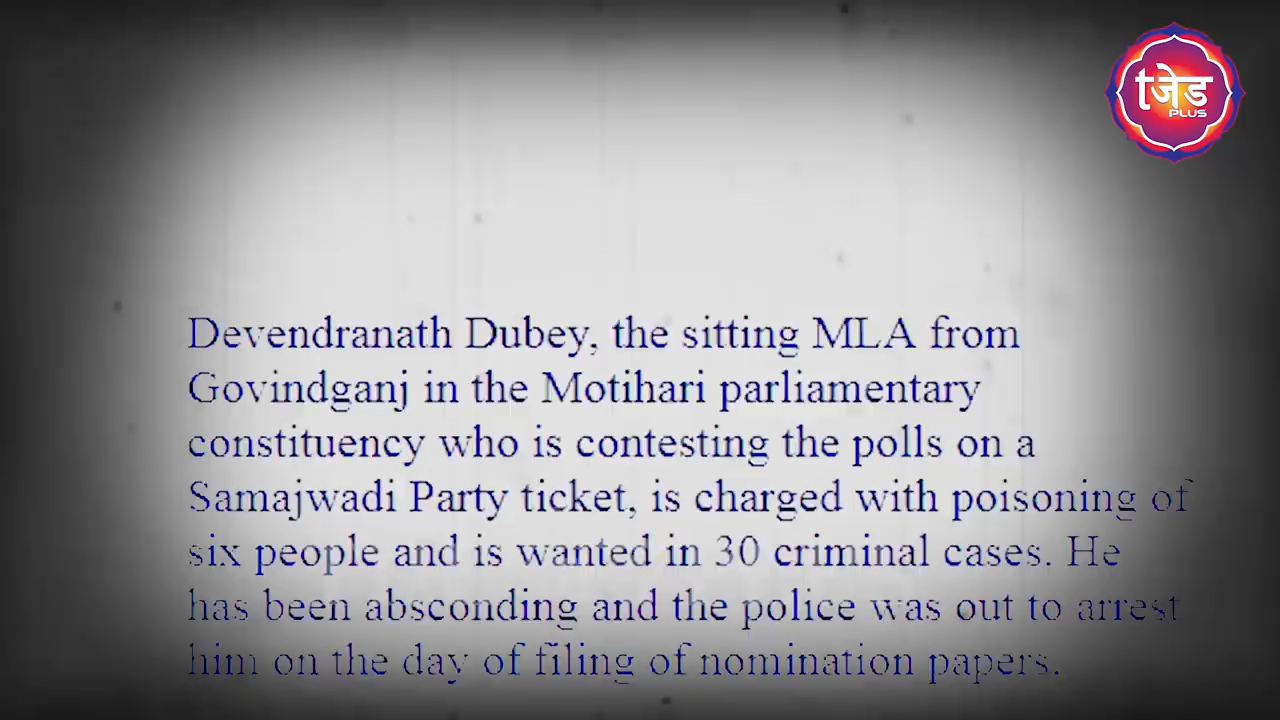 जेड
PLUS
Devendranath Dubey, the sitting MLA from
Govindganj in the Motihari parliamentary
constituency who is contesting the polls on a
Samajwadi Party ticket, is charged with poisoning of
six people and is wanted in 30 criminal cases. He
has been absconding and the police was out to arrest
him on the day of filing of nomination papers.